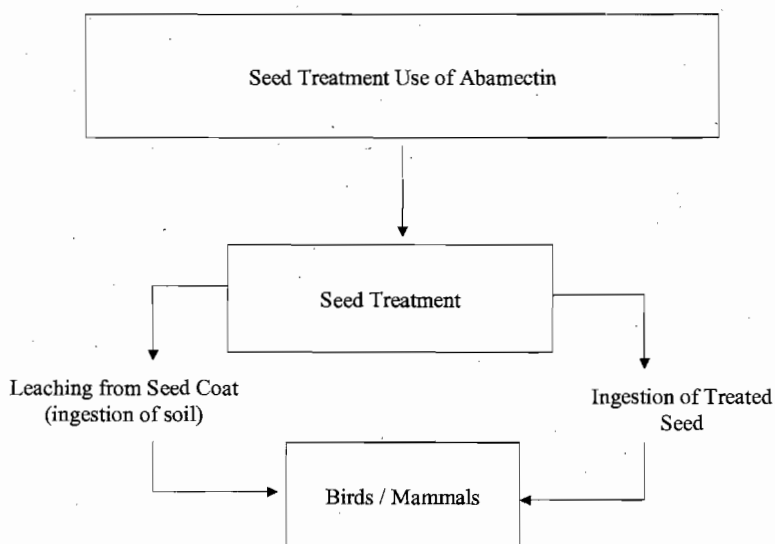 Seed Treatment Use of Abamectin
Seed Treatment
Leaching from Seed Coat
(ingestion of soil)
Ingestion of Treated
Seed
Birds / Mammals